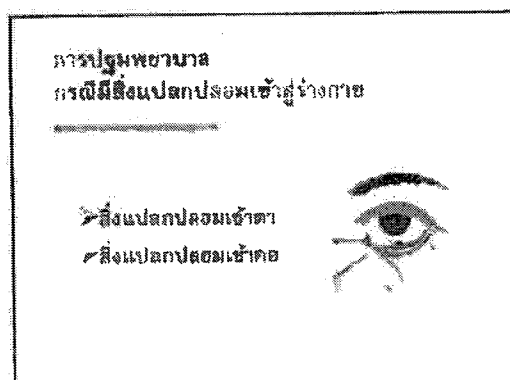 การปฐมพยาบาล
กรณีมีสิ่งแปลกปลอมเข้าสู่ร่างกาย
สิ่งแปลกปลอมเข้าตา
สิ่งแปลกปลอมเข้าคอ